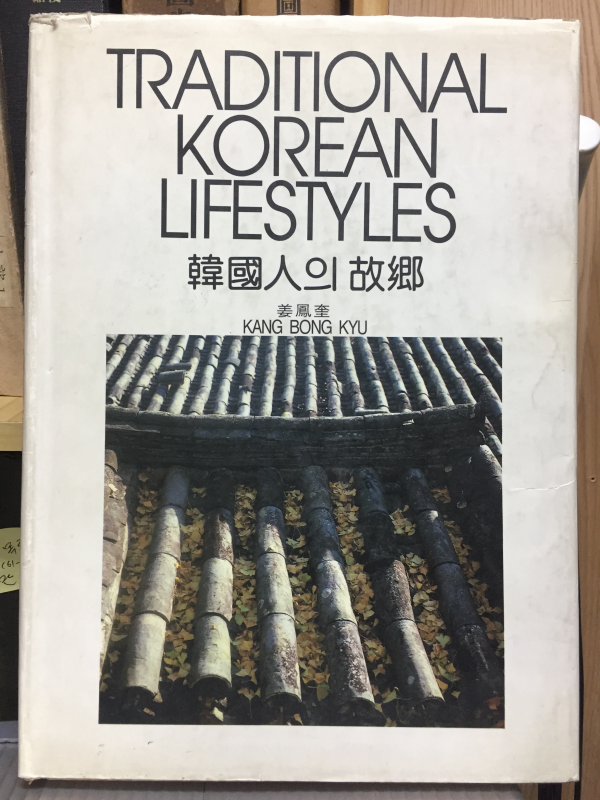 TRADITIONAL
KOREAN
LIFESTYLES
韓國人의 故鄕
姜鳳奎
KANG BONG KYU